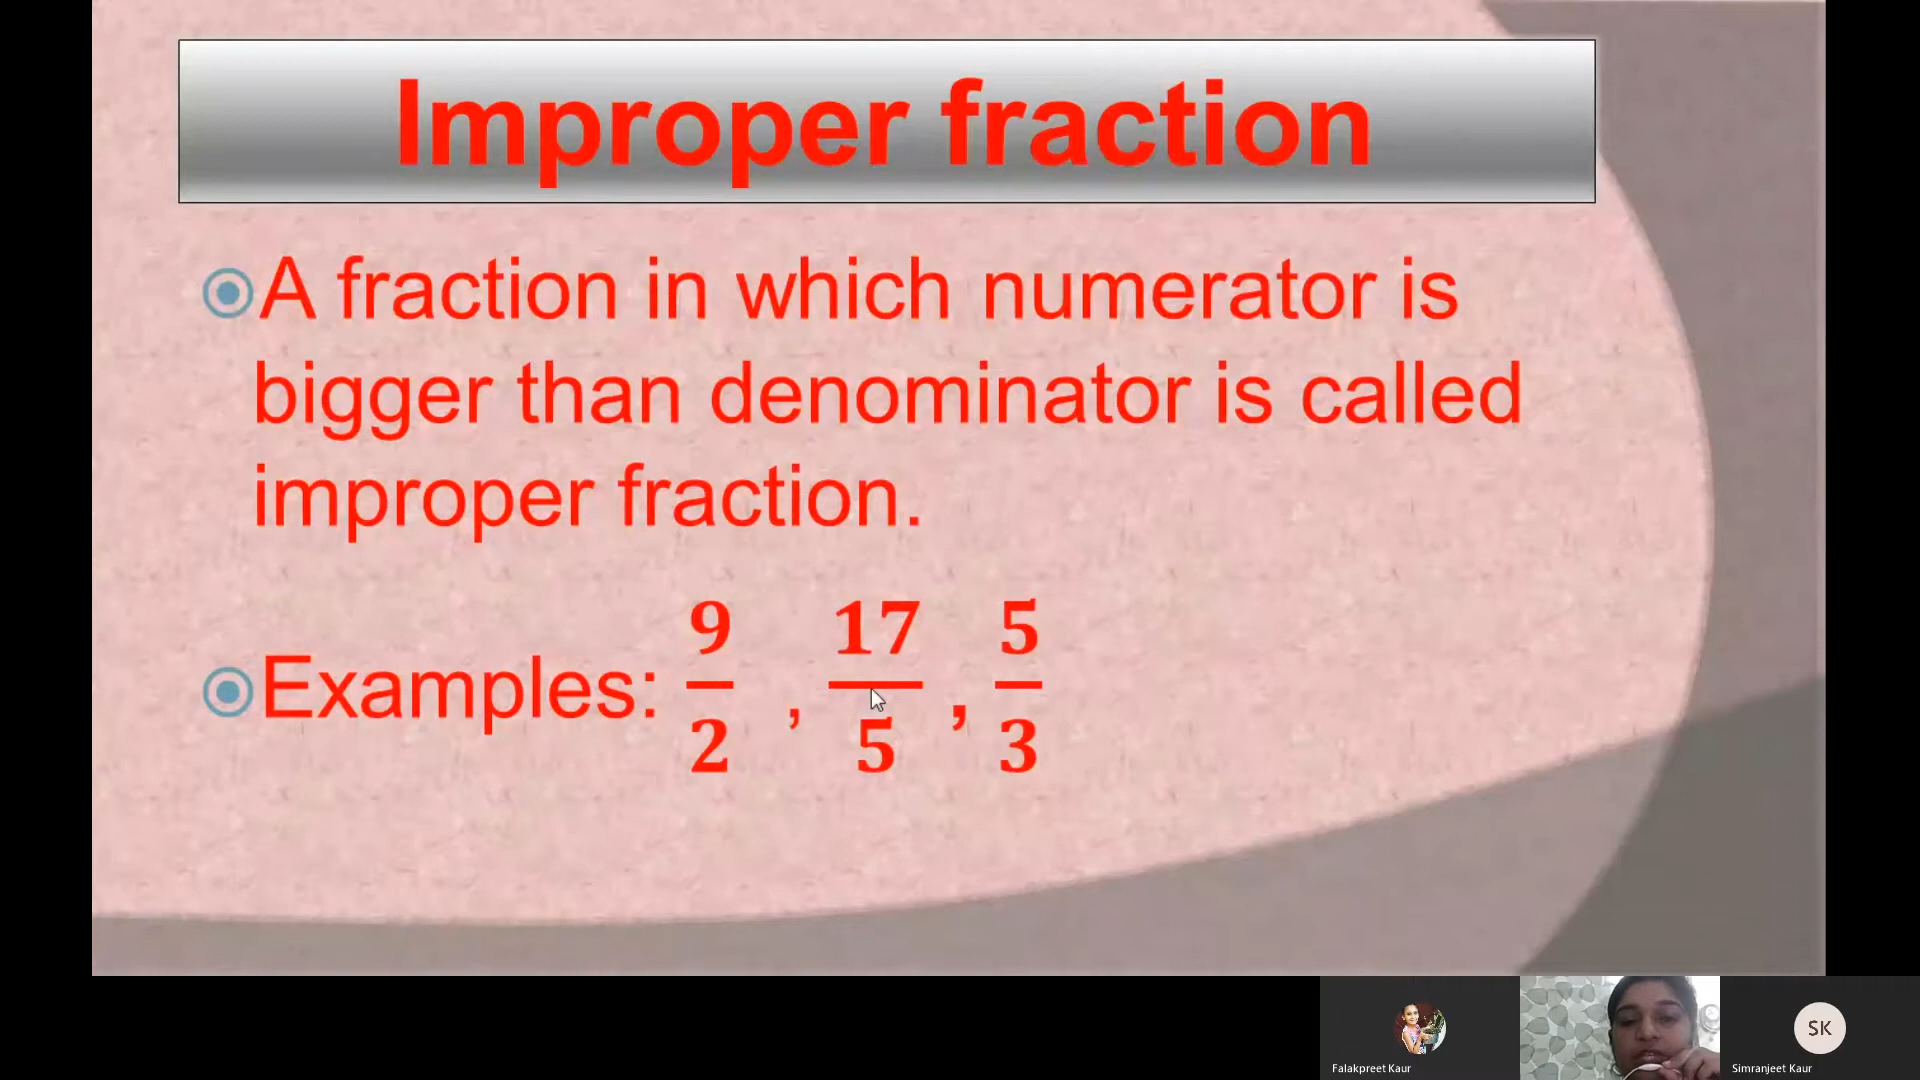 Improper fraction
A fraction in which numerator is
bigger than denominator is called
improper fraction.
Examples: 9/2 , 17/5 , 5/3
SK
Falakpreet Kaur
Simranjeet Kaur